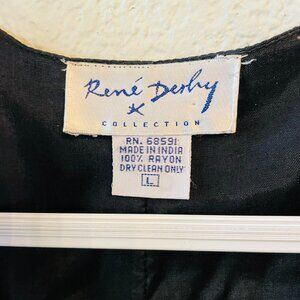 René Derhy
COLLECTION
RN. 68591
MADE IN INDIA
100% RAYON
DRY CLEAN ONLY
L